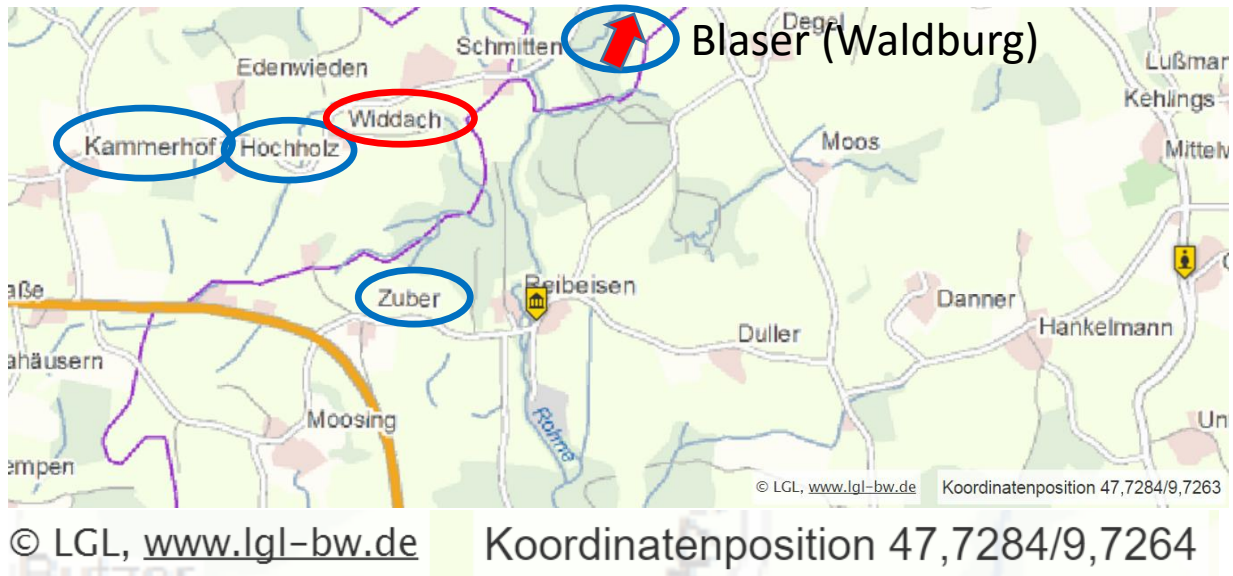 Degel
Blaser (Waldburg)
Schmitten
Edenwieden
Lußmar
Kehlings
Widdach
Kammerhof
Hochholz
Moos
Mittelw
Zuber
Reibeisen
aße
Danner
Hankelmann
Duller
ahäusern
Moosing
Rohne
Un
empen
© LGL, www.lgl-bw.de Koordinatenposition 47,7284/9,7263
© LGL, www.lgl-bw.de Koordinatenposition 47,7284/9,7264